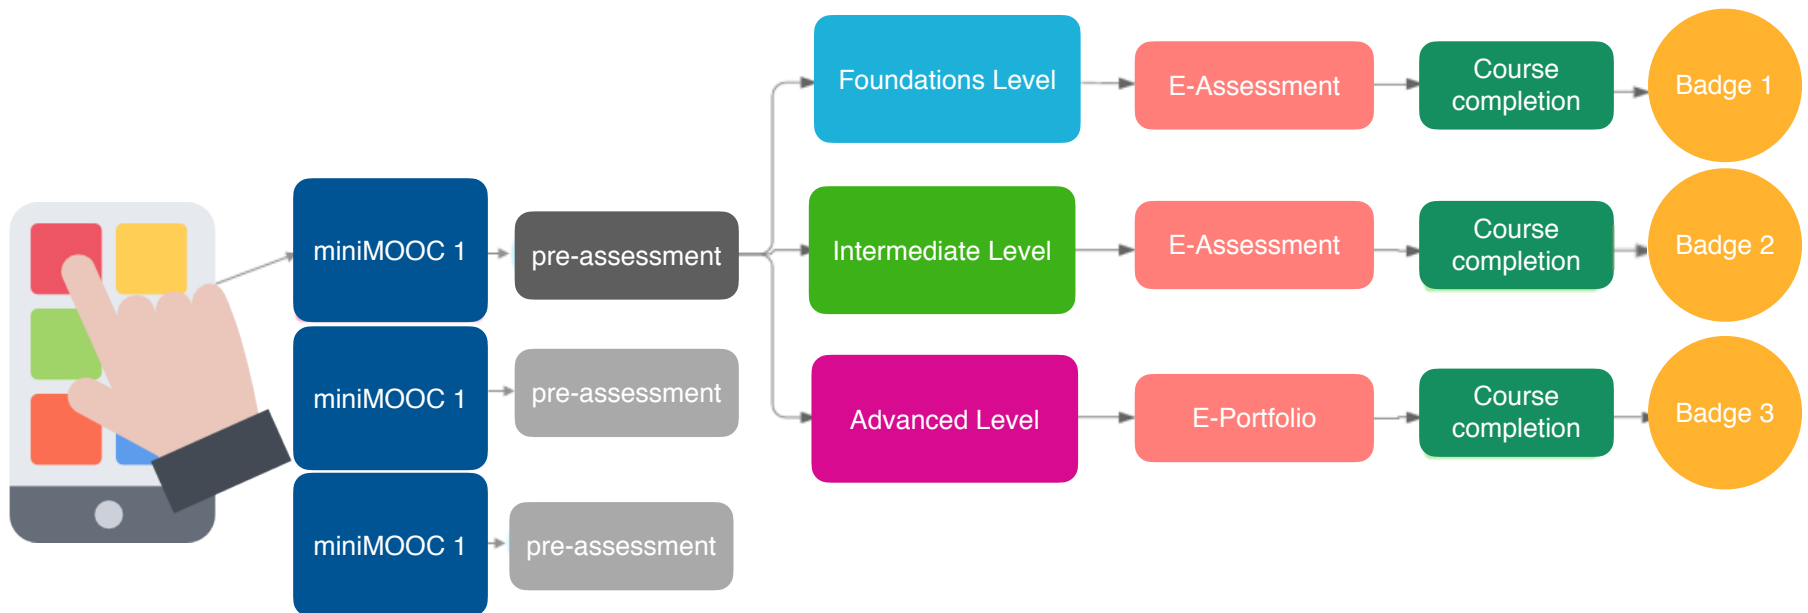 Foundations Level
E-Assessment
Course
completion
Badge 1
miniMOOC 1
pre-assessment
Intermediate Level
E-Assessment
Course
completion
Badge 2
miniMOOC 1
pre-assessment
Advanced Level
E-Portfolio
Course
completion
Badge 3
miniMOOC 1
pre-assessment